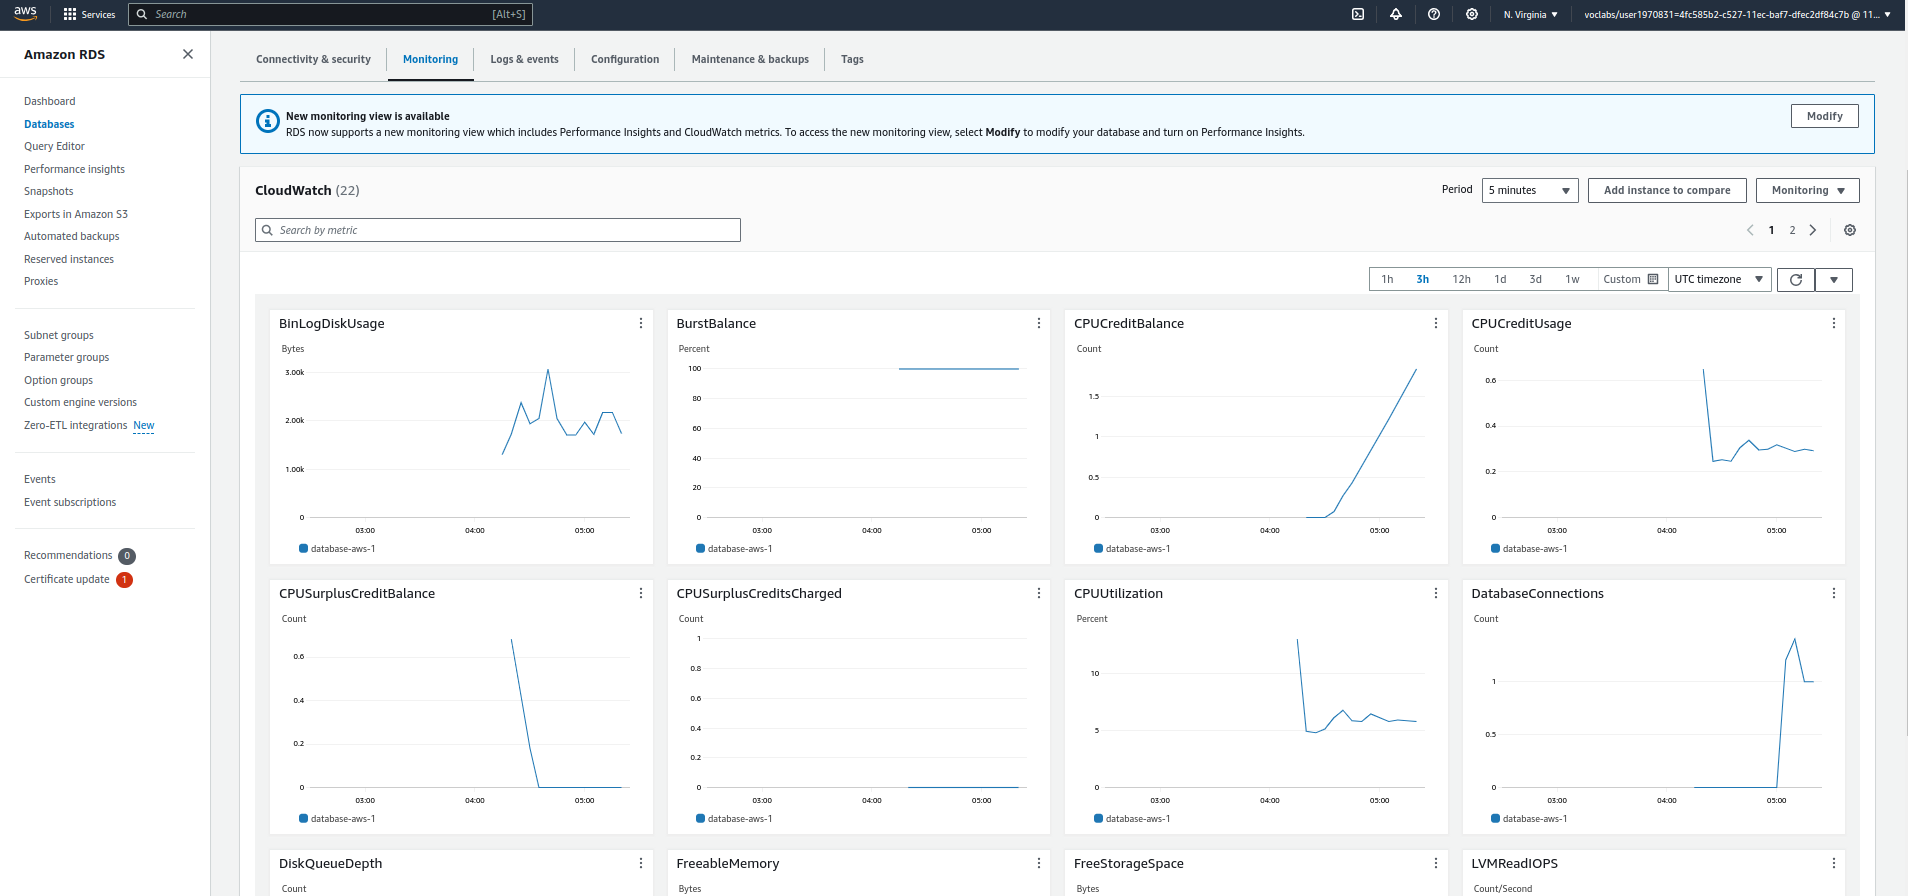 aws
Services
Search
[Alt+S]
N. Virginia
voclabs/user1970831=4fc585b2-c527-11ec-baf7-dfec2df84c7b @ 11...
Amazon RDS
Dashboard
Databases
Query Editor
Performance insights
Snapshots
Exports in Amazon S3
Automated backups
Reserved instances
Proxies
Subnet groups
Parameter groups
Option groups
Custom engine versions
Zero-ETL integrations New
Events
Event subscriptions
Recommendations 0
Certificate update 1
Connectivity & security
Monitoring
Logs & events
Configuration
Maintenance & backups
Tags
New monitoring view is available
RDS now supports a new monitoring view which includes Performance Insights and CloudWatch metrics. To access the new monitoring view, select Modify to modify your database and turn on Performance Insights.
Modify
CloudWatch (22)
Period
5 minutes
Add instance to compare
Monitoring
Search by metric
1 2
1h 3h 12h 1d 3d 1w Custom
UTC timezone
BinLogDiskUsage
Bytes
3.00k
2.00k
1.00k
0
03:00 04:00 05:00
database-aws-1
BurstBalance
Percent
100
80
60
40
20
0
03:00 04:00 05:00
database-aws-1
CPUCreditBalance
Count
1.5
1
0.5
0
03:00 04:00 05:00
database-aws-1
CPUCreditUsage
Count
0.6
0.4
0.2
0
03:00 04:00 05:00
database-aws-1
CPUSurplusCreditBalance
Count
0.6
0.4
0.2
0
03:00 04:00 05:00
database-aws-1
CPUSurplusCreditsCharged
Count
1
0.8
0.6
0.4
0.2
0
03:00 04:00 05:00
database-aws-1
CPUUtilization
Percent
10
5
0
03:00 04:00 05:00
database-aws-1
DatabaseConnections
Count
1
0.5
0
03:00 04:00 05:00
database-aws-1
DiskQueueDepth
Count
FreeableMemory
Bytes
FreeStorageSpace
Bytes
LVMReadIOPS
Count/Second